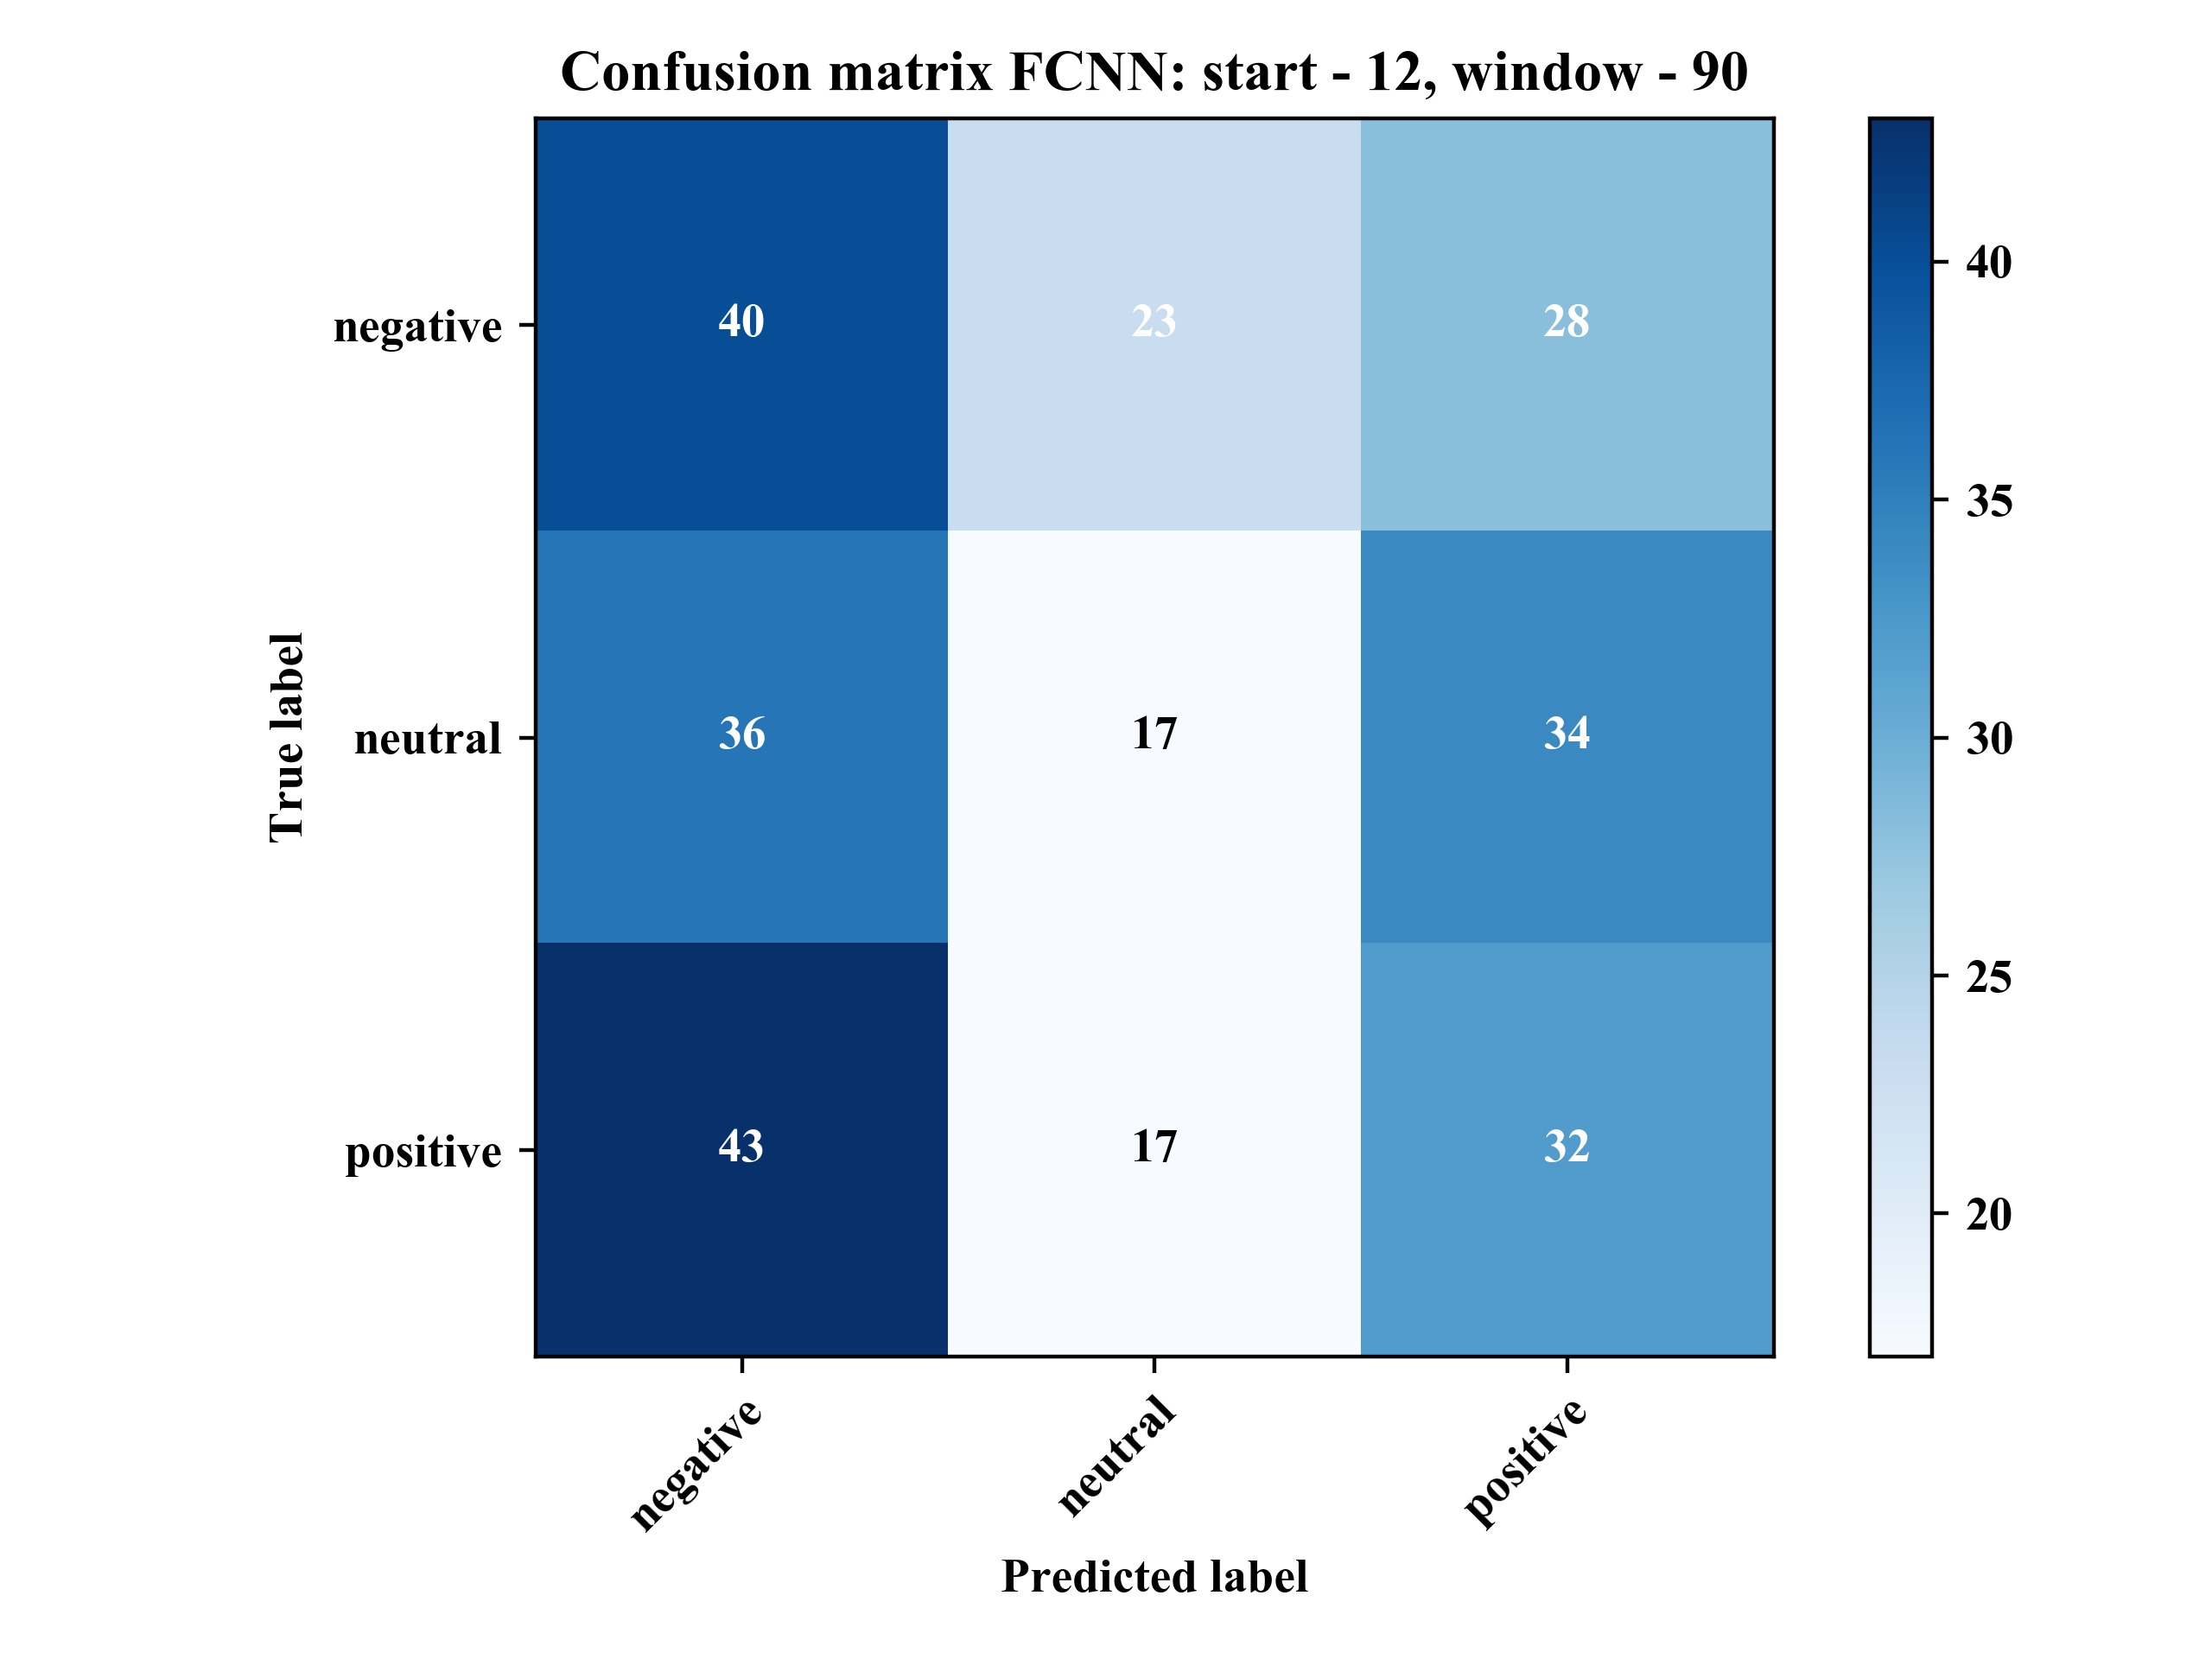 Confusion matrix FCNN: start - 12, window - 90
True label
negative
neutral
positive
40 23 28
36 17 34
43 17 32
negative neutral positive
Predicted label
40
35
30
25
20